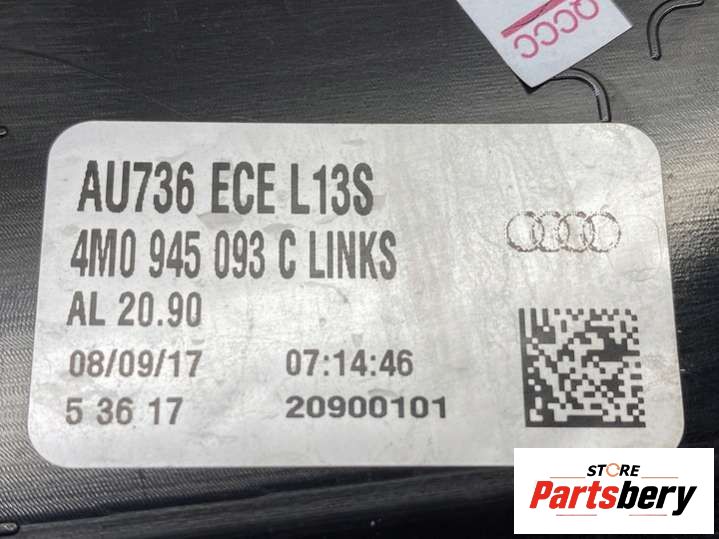 QCCC
AU736 ECE L13S
4M0 945 093 C LINKS
AL 20.90
08/09/17 07:14:46
5 36 17 20900101
STORE
Partsbery